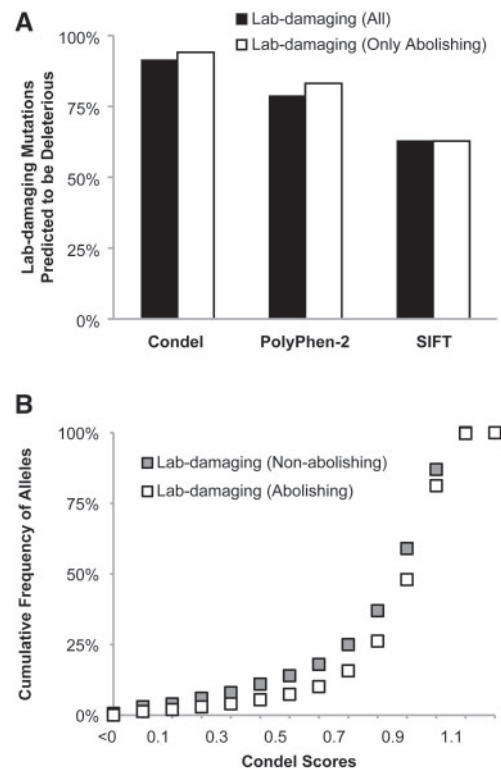 A
Lab-damaging (All)
Lab-damaging (Only Abolishing)
Lab-damaging Mutations
Predicted to be Deleterious
100%
75%
50%
25%
0%
Condel PolyPhen-2 SIFT
B
Lab-damaging (Non-abolishing)
Lab-damaging (Abolishing)
Cumulative Frequency of Alleles
100%
75%
50%
25%
0%
<0 0.1 0.3 0.5 0.7 0.9 1.1
Condel Scores